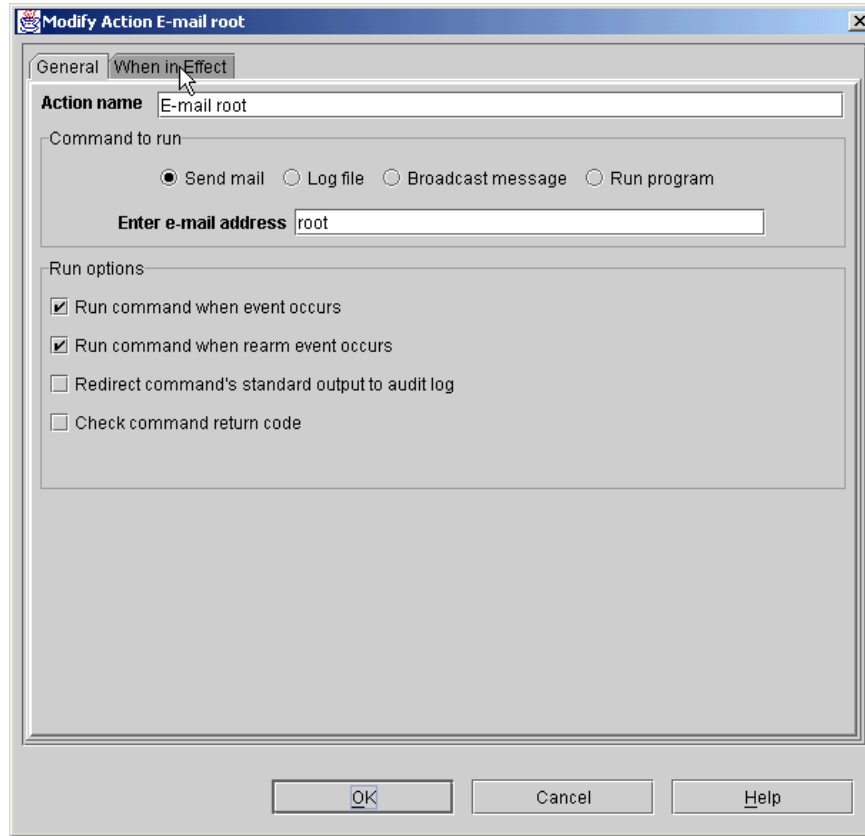 Modify Action E-mail root
General When in Effect
Action name E-mail root
Command to run
Send mail Log file Broadcast message Run program
Enter e-mail address root
Run options
Run command when event occurs
Run command when rearm event occurs
Redirect command's standard output to audit log
Check command return code
OK Cancel Help